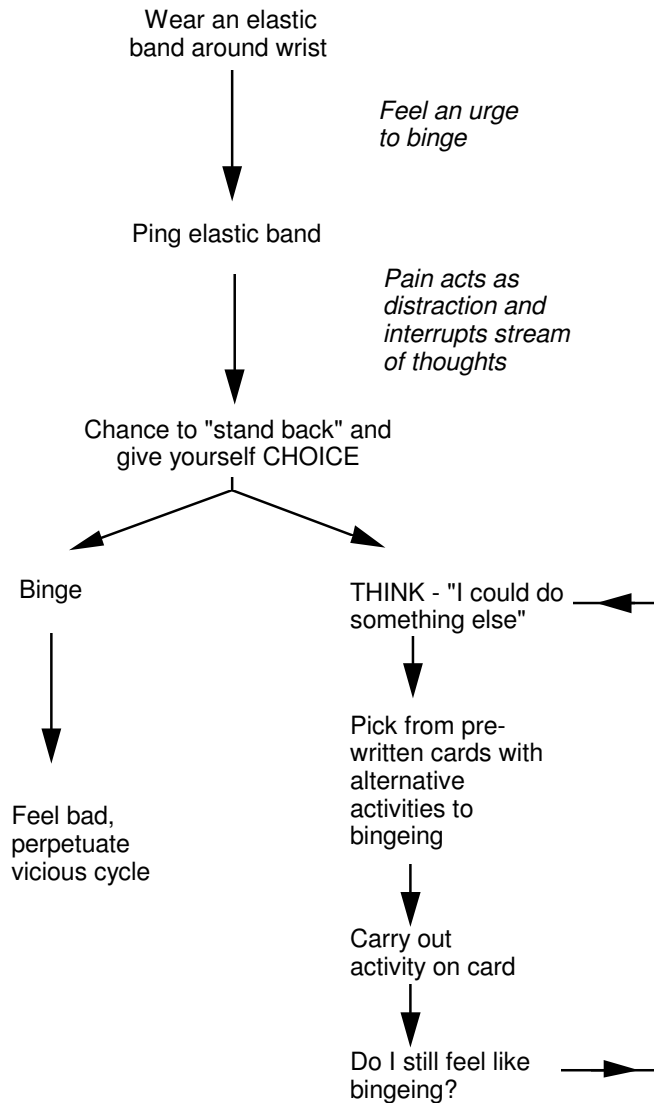 Wear an elastic
band around wrist
Feel an urge
to binge
Ping elastic band
Pain acts as
distraction and
interrupts stream
of thoughts
Chance to "stand back" and
give yourself CHOICE
Binge
THINK - "I could do
something else"
Pick from pre-
written cards with
alternative
activities to
bingeing
Feel bad,
perpetuate
vicious cycle
Carry out
activity on card
Do I still feel like
bingeing?